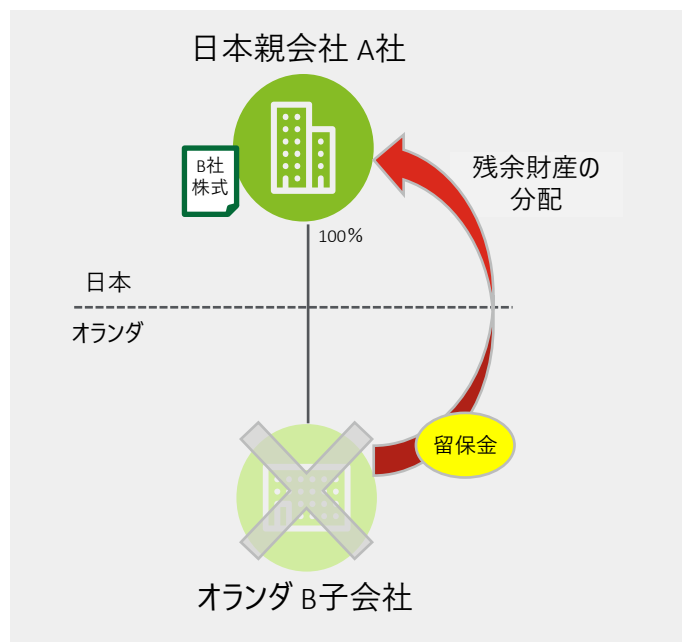 日本親会社 A社
B社
株式
残余財産の
分配
100%
日本
オランダ
留保金
オランダ B子会社